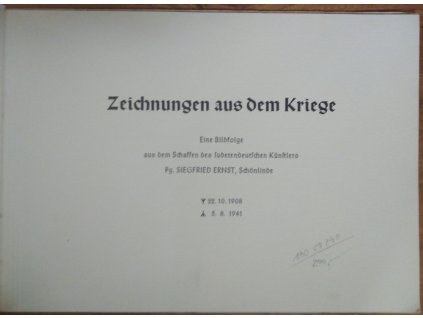 Zeichnungen aus dem Kriege
Eine Bildfolge
aus dem Schaffen des sudetendeutschen Künstlers
Pg. SIEGFRIED ERNST, Schönlinde
22. 10. 1908
5. 8. 1941